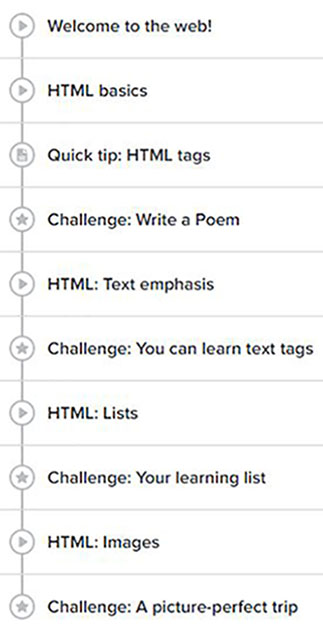 Welcome to the web!
HTML basics
Quick tip: HTML tags
Challenge: Write a Poem
HTML: Text emphasis
Challenge: You can learn text tags
HTML: Lists
Challenge: Your learning list
HTML: Images
Challenge: A picture-perfect trip